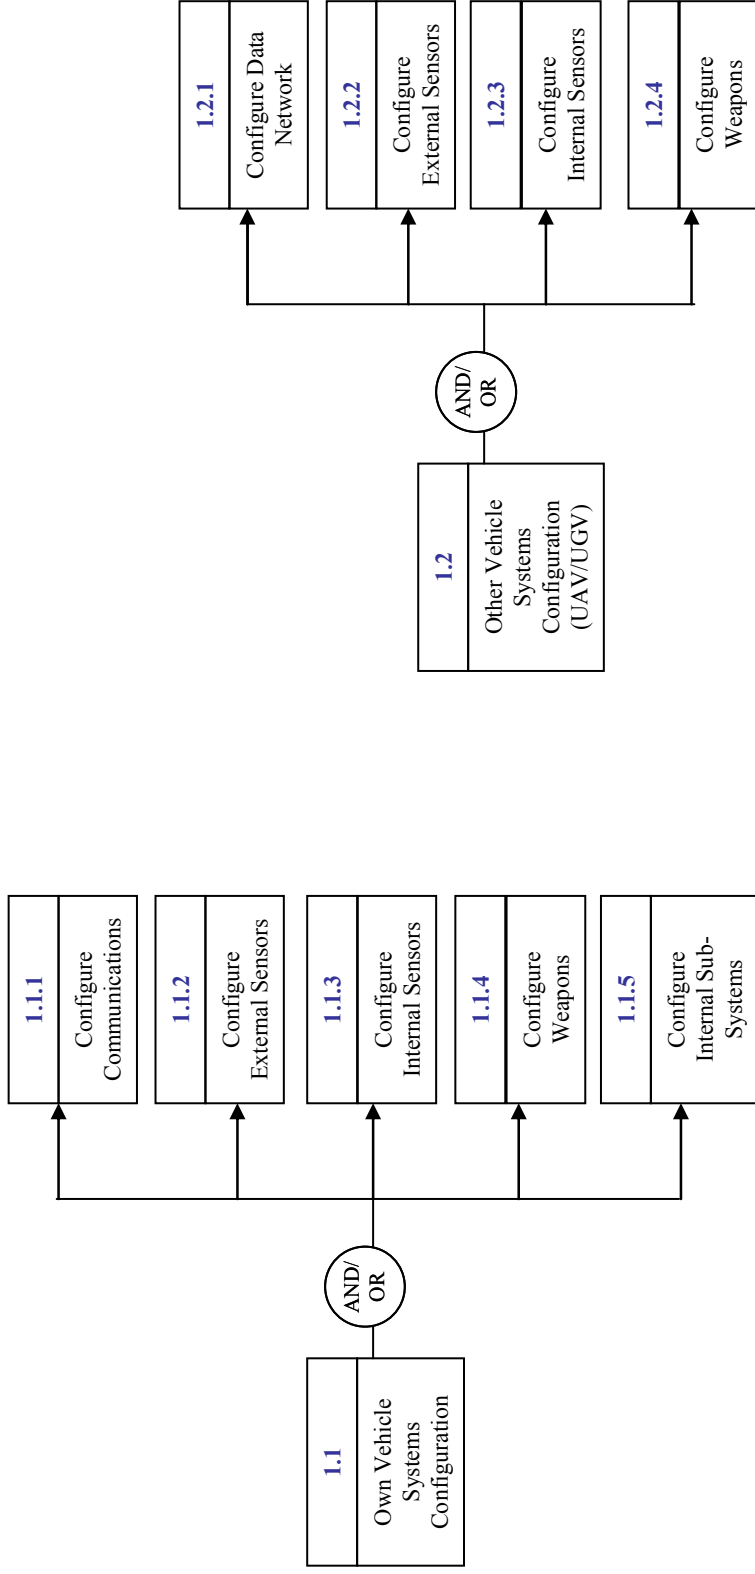 1.1
Own Vehicle
Systems
Configuration
AND/
OR
1.1.1
Configure
Communications
1.1.2
Configure
External Sensors
1.1.3
Configure
Internal Sensors
1.1.4
Configure
Weapons
1.1.5
Configure
Internal Sub-
Systems
1.2
Other Vehicle
Systems
Configuration
(UAV/UGV)
AND/
OR
1.2.1
Configure Data
Network
1.2.2
Configure
External Sensors
1.2.3
Configure
Internal Sensors
1.2.4
Configure
Weapons